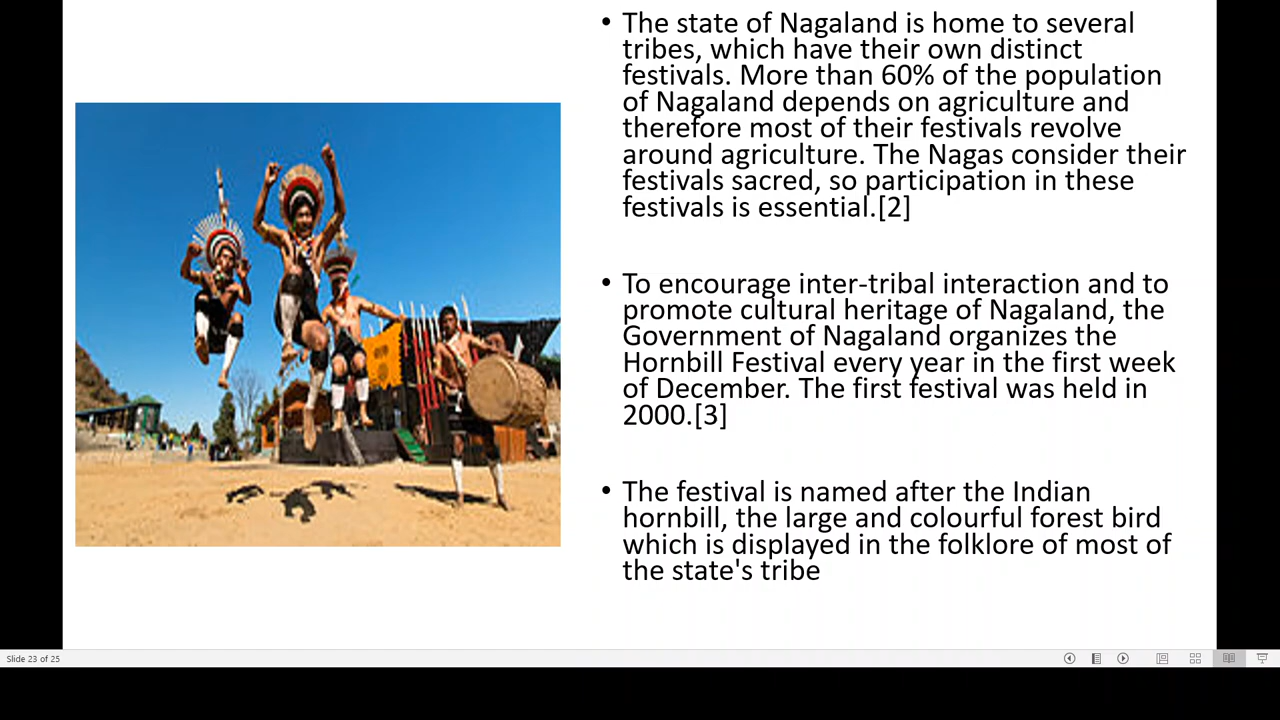 • The state of Nagaland is home to several
tribes, which have their own distinct
festivals. More than 60% of the population
of Nagaland depends on agriculture and
therefore most of their festivals revolve
around agriculture. The Nagas consider their
festivals sacred, so participation in these
festivals is essential.[2]
• To encourage inter-tribal interaction and to
promote cultural heritage of Nagaland, the
Government of Nagaland organizes the
Hornbill Festival every year in the first week
of December. The first festival was held in
2000.[3]
• The festival is named after the Indian
hornbill, the large and colourful forest bird
which is displayed in the folklore of most of
the state's tribe
Slide 23 of 25